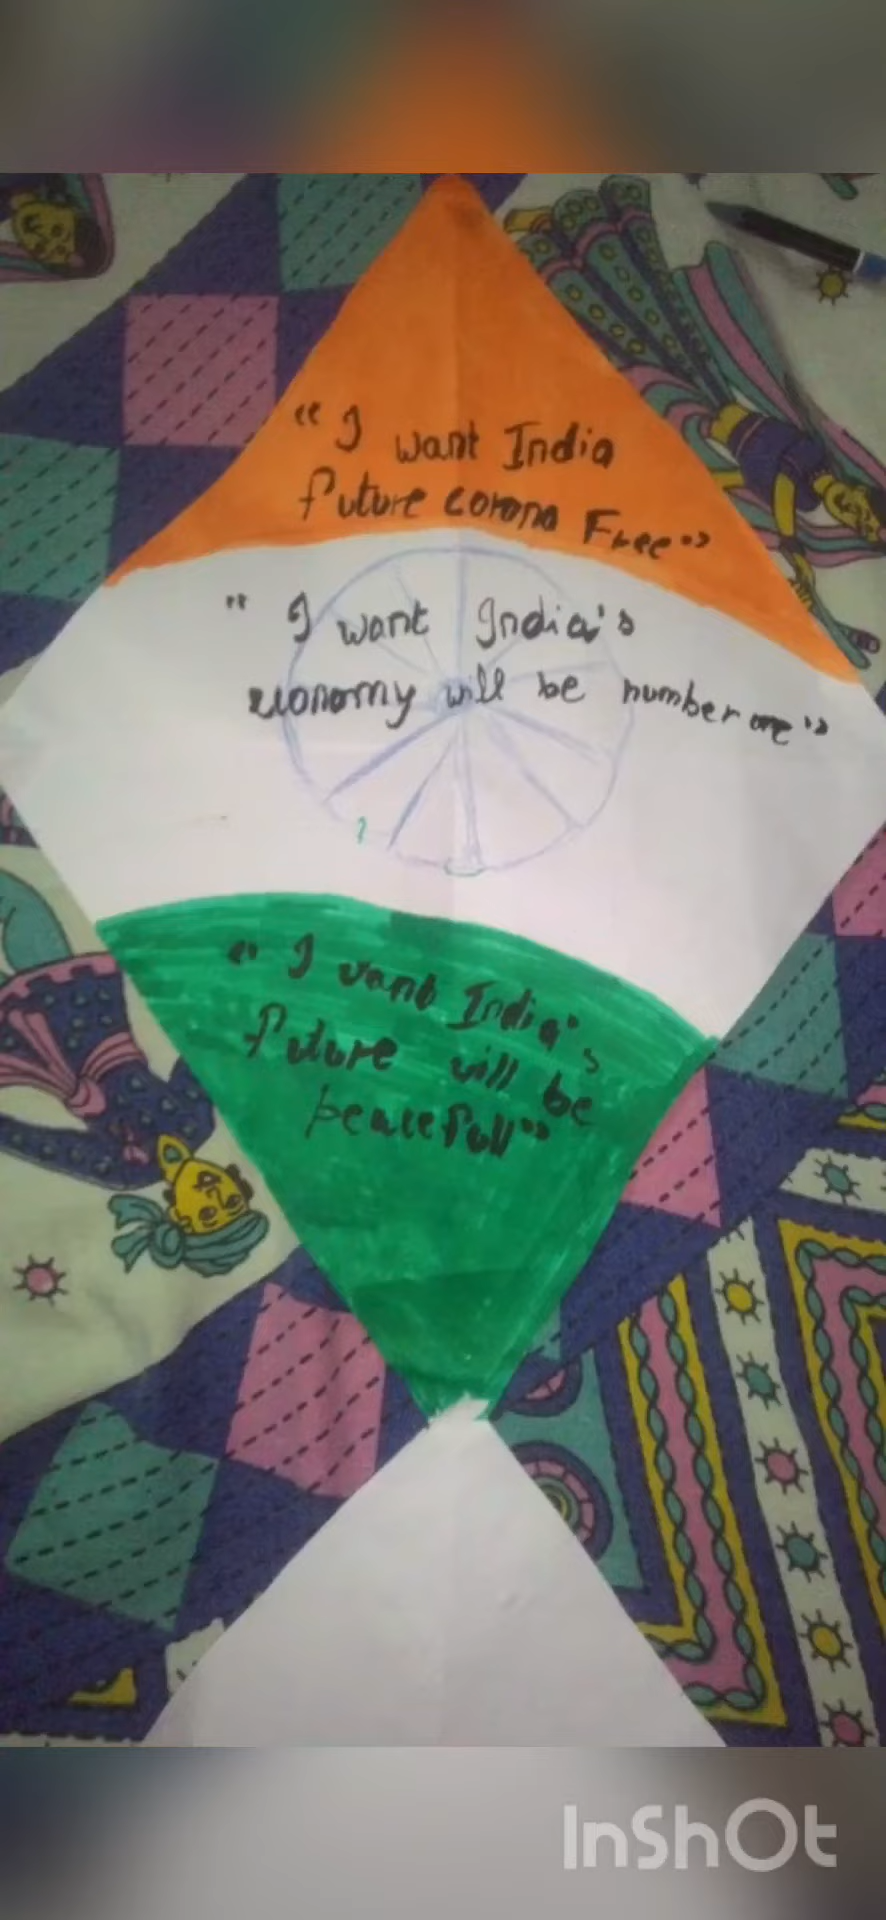 “ I want India
future corona Free”
“ I want India's
economy will be number one”
“ I want India's
future will be
peacefull”
InShOt